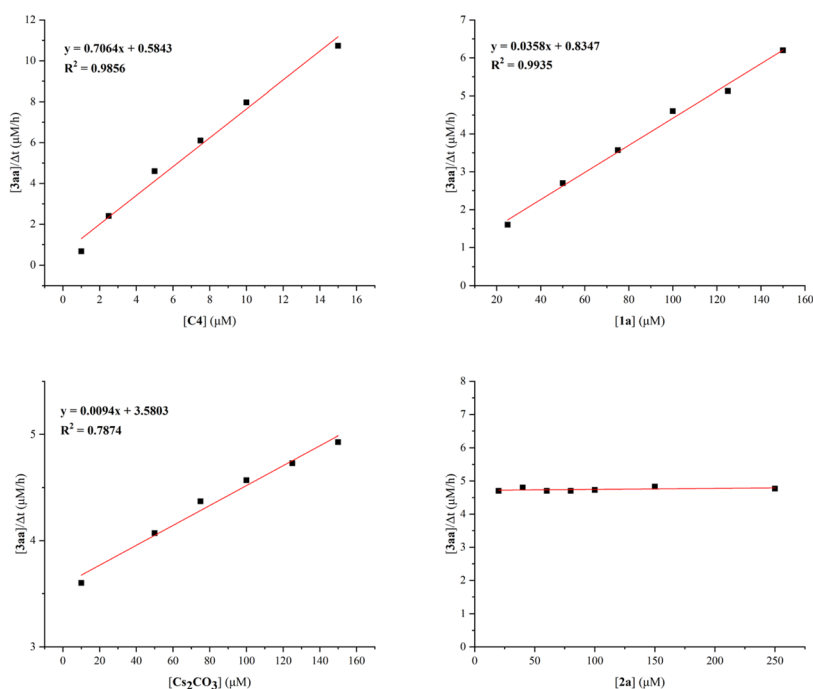 y = 0.7064x + 0.5843
R² = 0.9856
[3aa]/Δt (μM/h)
12
10
8
6
4
2
0
0 2 4 6 8 10 12 14 16
[C4] (μM)
y = 0.0358x + 0.8347
R² = 0.9935
[3aa]/Δt (μM/h)
7
6
5
4
3
2
1
0
20 40 60 80 100 120 140 160
[1a] (μM)
y = 0.0094x + 3.5803
R² = 0.7874
[3aa]/Δt (μM/h)
5
4
3
0 20 40 60 80 100 120 140 160
[Cs₂CO₃] (μM)
[3aa]/Δt (μM/h)
8
7
6
5
4
3
2
1
0
50 100 150 200 250
[2a] (μM)